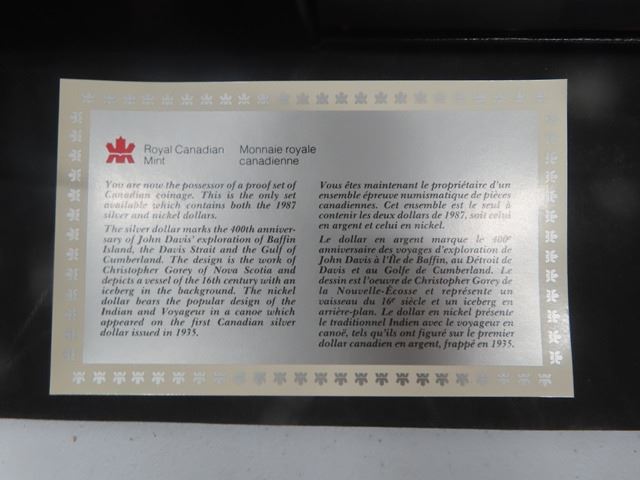 Royal Canadian
Mint
Monnaie royale
canadienne
You are now the possessor of a proof set of
Canadian coinage. This is the only set
available which contains both the 1987
silver and nickel dollars.
The silver dollar marks the 400th anniver-
sary of John Davis' exploration of Baffin
Island, the Davis Strait and the Gulf of
Cumberland. The design is the work of
Christopher Gorey of Nova Scotia and
depicts a vessel of the 16th century with an
iceberg in the background. The nickel
dollar bears the popular design of the
Indian and Voyageur in a canoe which
appeared on the first Canadian silver
dollar issued in 1935.
Vous êtes maintenant le propriétaire d'un
ensemble épreuve numismatique de pièces
canadiennes. Cet ensemble est le seul à
contenir les deux dollars de 1987, soit celui
en argent et celui en nickel.
Le dollar en argent marque le 400e
anniversaire des voyages d'exploration de
John Davis à l'Île de Baffin, au Détroit de
Davis et au Golfe de Cumberland. Le
dessin est l'oeuvre de Christopher Gorey de
la Nouvelle-Écosse et représente un
vaisseau du 16e siècle et un iceberg en
arrière-plan. Le dollar en nickel présente
le traditionnel Indien avec le voyageur en
canoë, tels qu'ils ont figuré sur le premier
dollar canadien en argent, frappé en 1935.